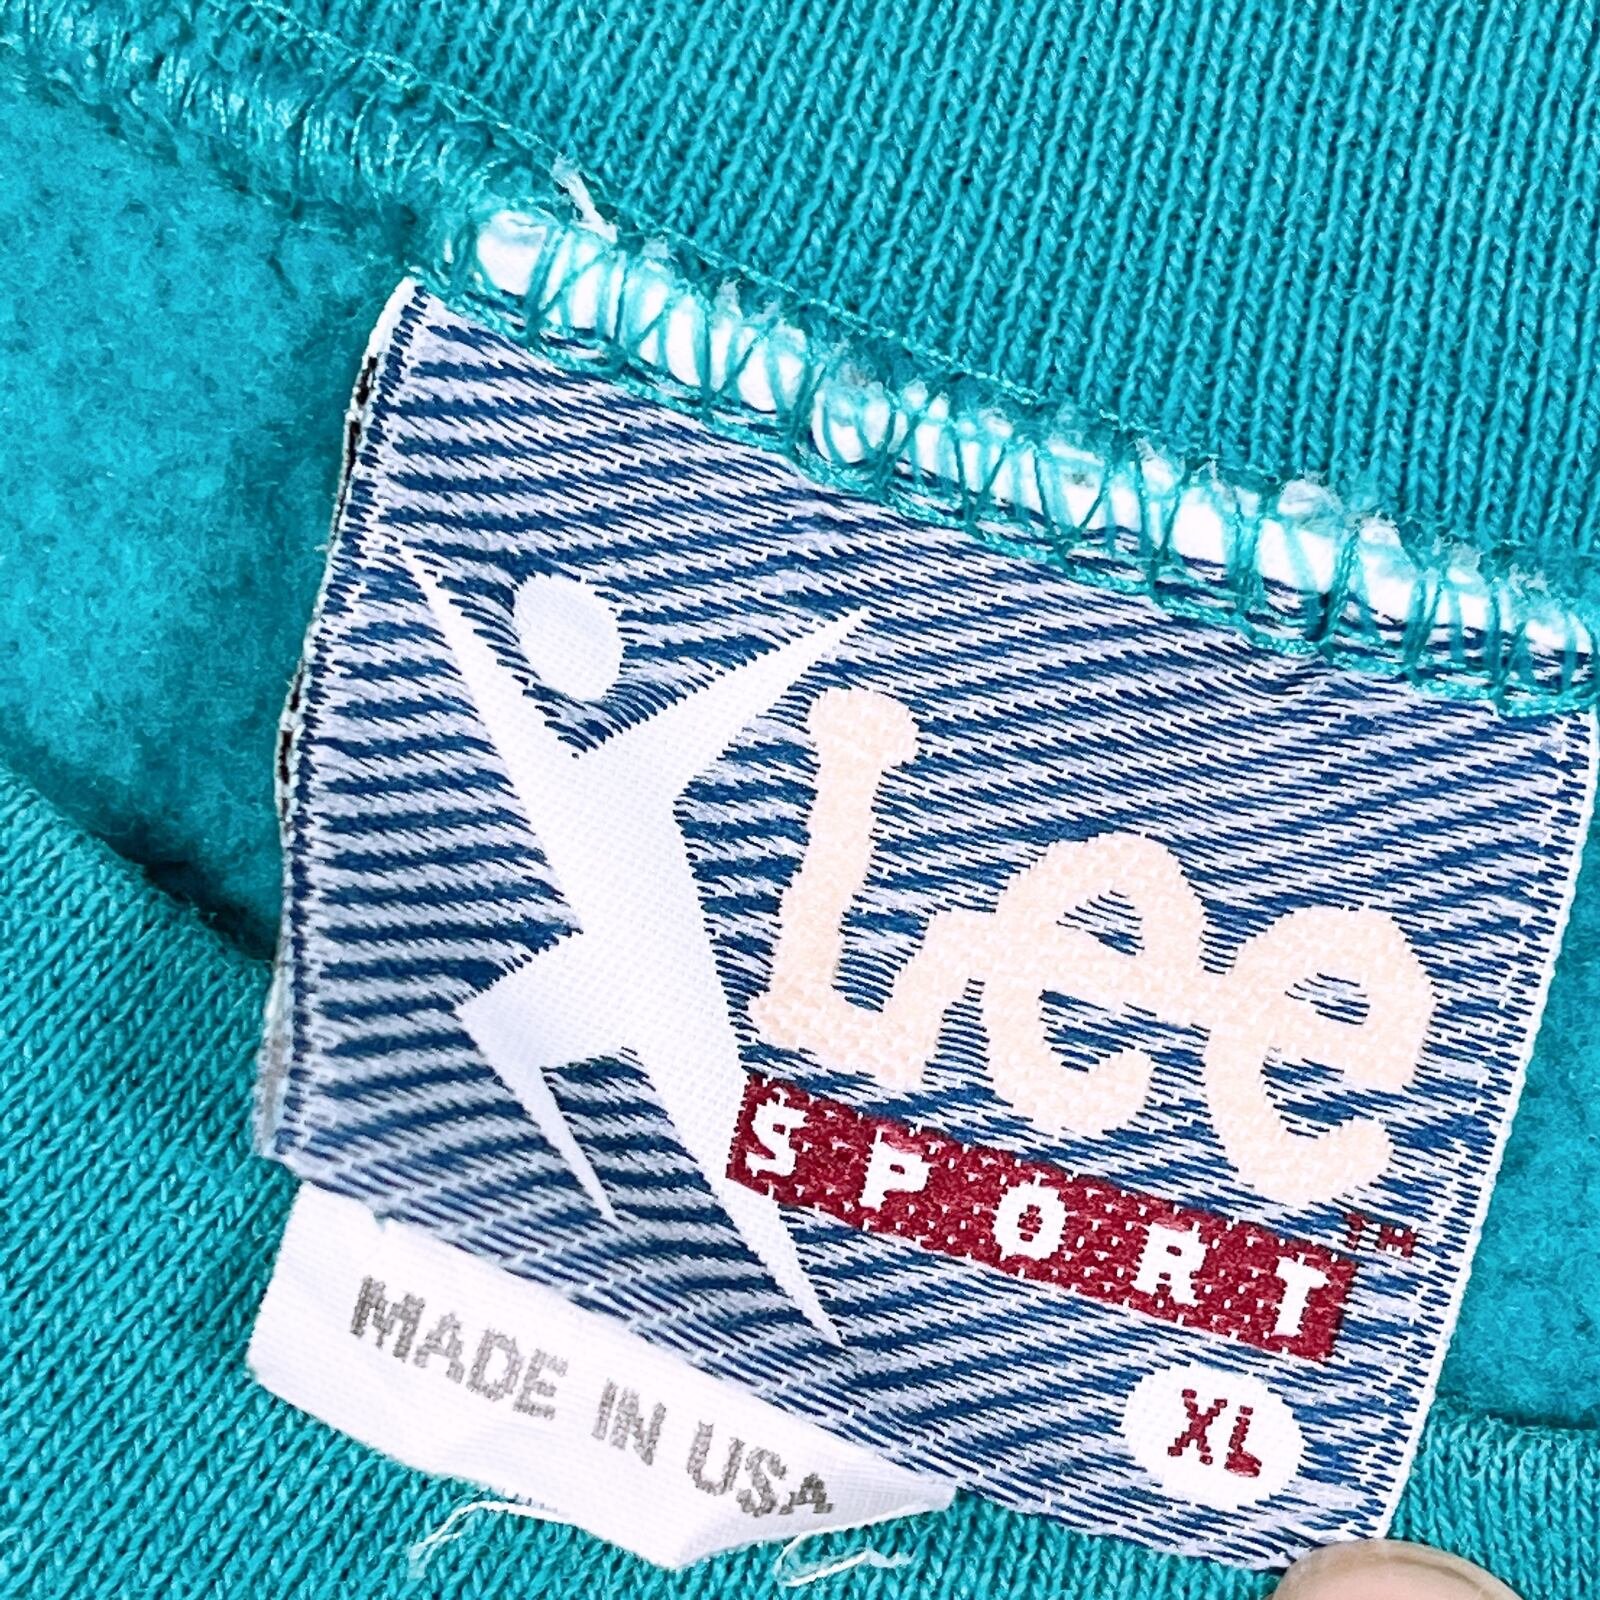 Lee
SPORT™
XL
MADE IN USA